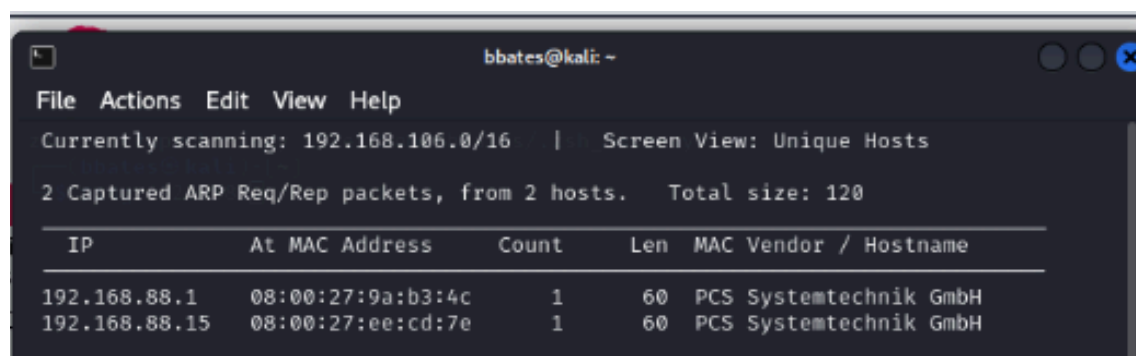 bbates@kali: ~
File Actions Edit View Help
Currently scanning: 192.168.106.0/16 | Screen View: Unique Hosts
2 Captured ARP Req/Rep packets, from 2 hosts. Total size: 120
IP At MAC Address Count Len MAC Vendor / Hostname
192.168.88.1 08:00:27:9a:b3:4c 1 60 PCS Systemtechnik GmbH
192.168.88.15 08:00:27:ee:cd:7e 1 60 PCS Systemtechnik GmbH